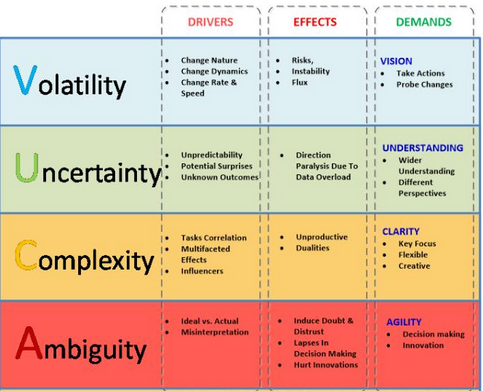 DRIVERS EFFECTS DEMANDS
Volatility
• Change Nature
• Change Dynamics
• Change Rate &
Speed
• Risks,
• Instability
• Flux
VISION
• Take Actions
• Probe Changes
Uncertainty
• Unpredictability
• Potential Surprises
• Unknown Outcomes
• Direction
Paralysis Due To
Data Overload
UNDERSTANDING
• Wider
Understanding
• Different
Perspectives
Complexity
• Tasks Correlation
• Multifaceted
Effects
• Influencers
• Unproductive
• Dualities
CLARITY
• Key Focus
• Flexible
• Creative
Ambiguity
• Ideal vs. Actual
• Misinterpretation
• Induce Doubt &
Distrust
• Lapses In
Decision Making
• Hurt Innovations
AGILITY
• Decision making
• Innovation